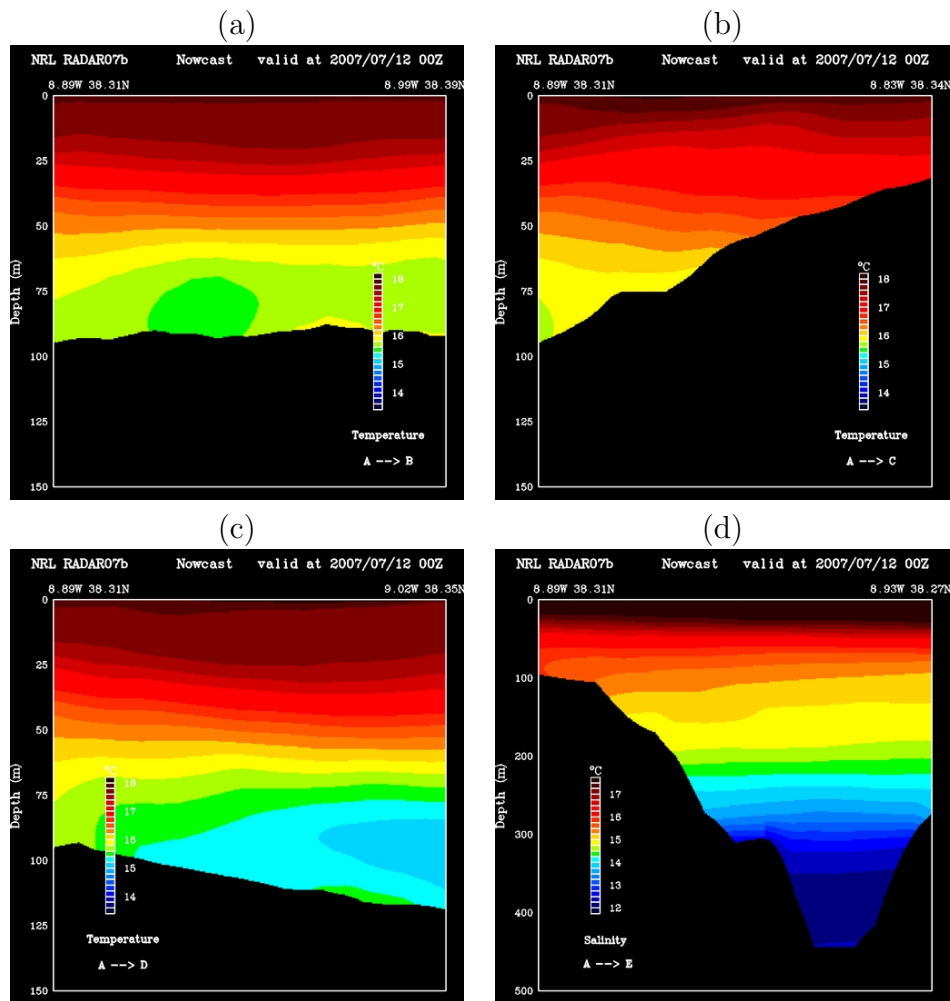 (a)
NRL RADAR07b Nowcast valid at 2007/07/12 00Z
8.89W 38.31N 8.99W 38.39N
0
25
50
75
100
125
150
Depth (m)
°C
18
17
16
15
14
Temperature
A --> B
(b)
NRL RADAR07b Nowcast valid at 2007/07/12 00Z
8.89W 38.31N 8.83W 38.34N
0
25
50
75
100
125
150
Depth (m)
°C
18
17
16
15
14
Temperature
A --> C
(c)
NRL RADAR07b Nowcast valid at 2007/07/12 00Z
8.89W 38.31N 9.02W 38.35N
0
25
50
75
100
125
150
Depth (m)
°C
18
17
16
15
14
Temperature
A --> D
(d)
NRL RADAR07b Nowcast valid at 2007/07/12 00Z
8.89W 38.31N 8.93W 38.27N
0
100
200
300
400
500
Depth (m)
°C
17
16
15
14
13
12
Salinity
A --> E